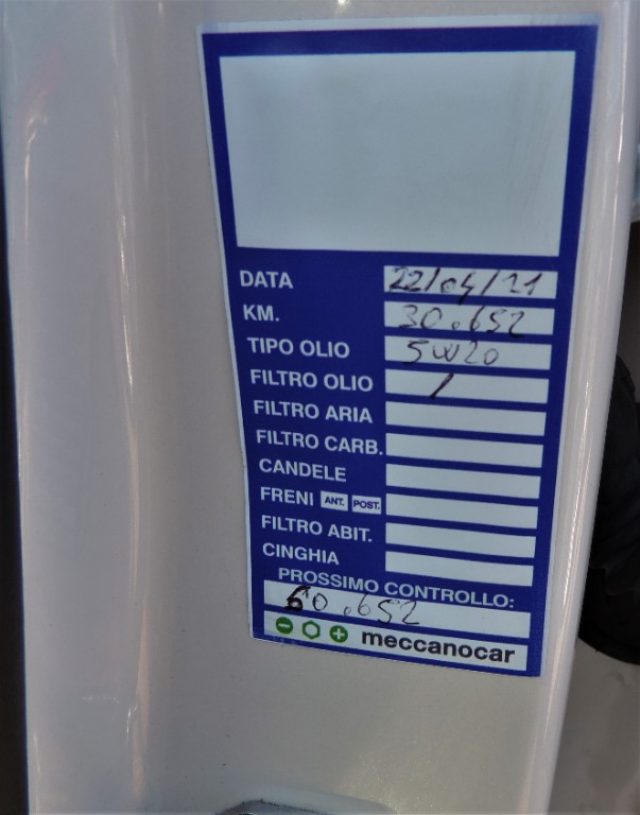 DATA 22/04/21
KM. 30.652
TIPO OLIO 5W20
FILTRO OLIO /
FILTRO ARIA
FILTRO CARB.
CANDELE
FRENI ANT. POST.
FILTRO ABIT.
CINGHIA
PROSSIMO CONTROLLO:
60.652
meccanocar